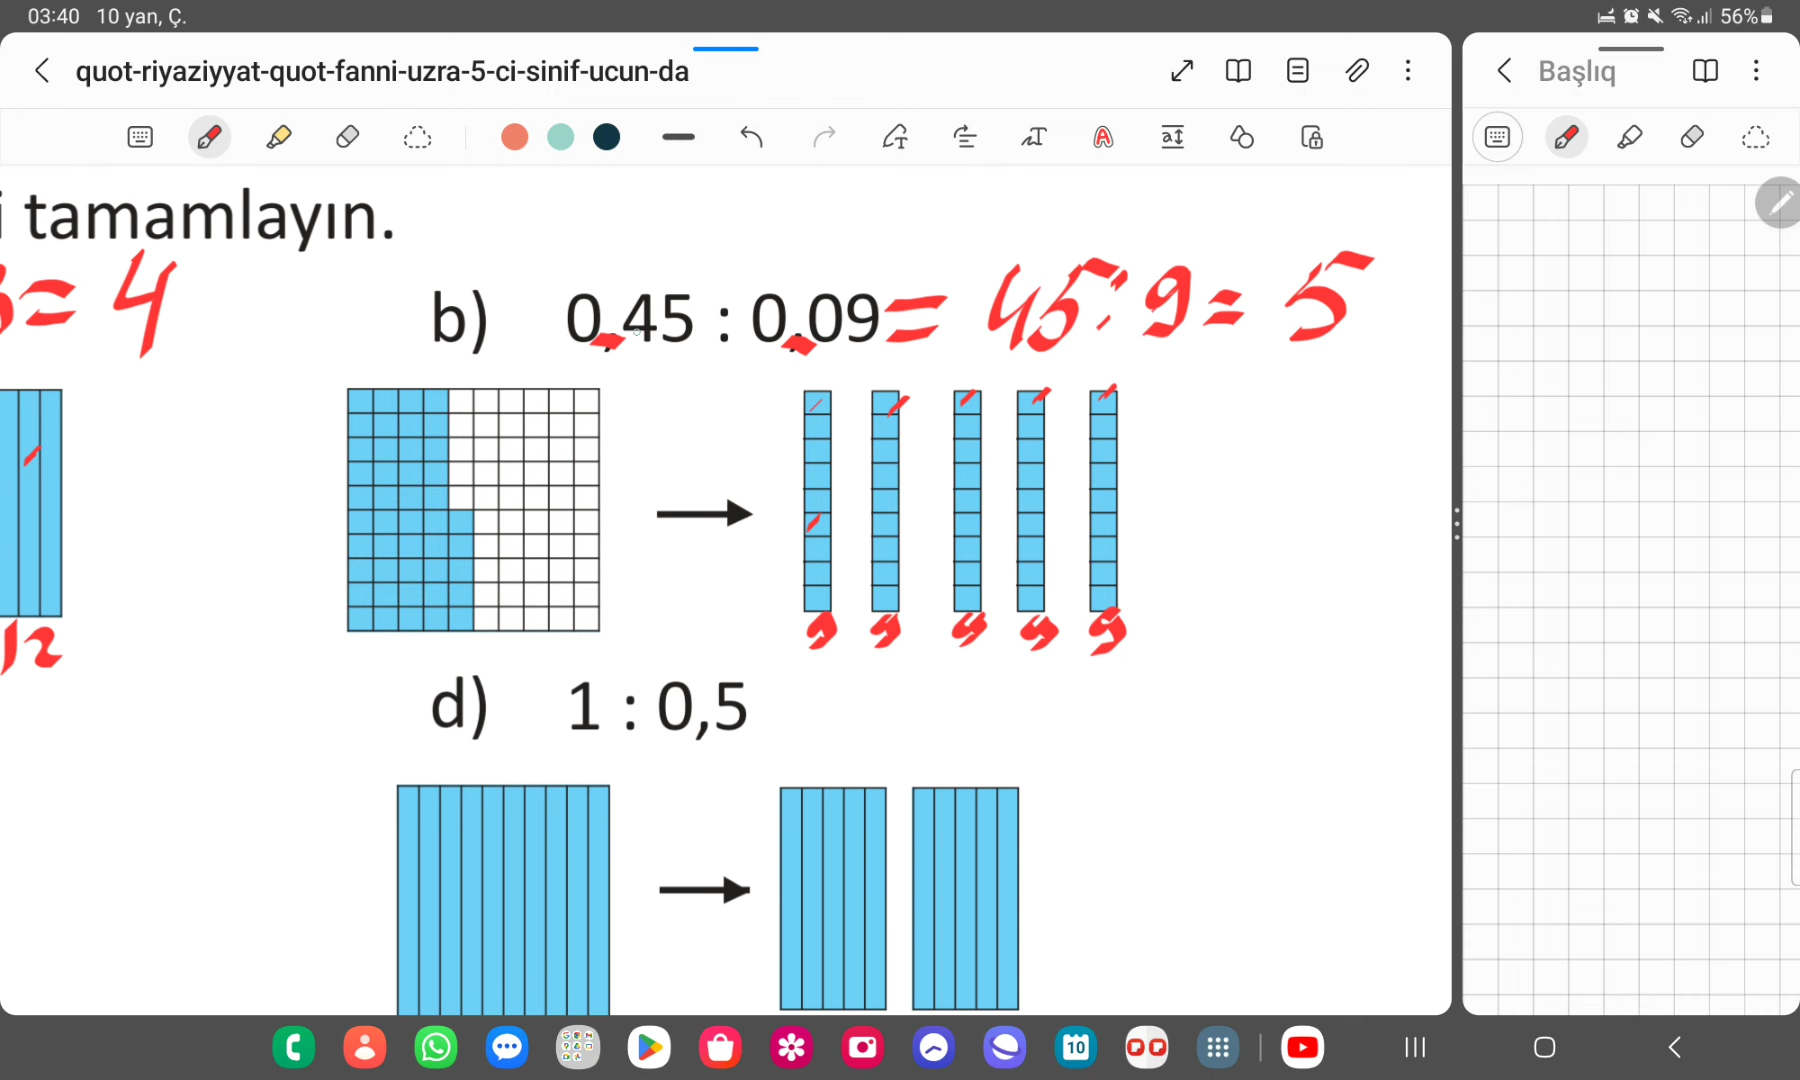 03:40 10 yan, Ç. 56%
quot-riyaziyyat-quot-fanni-uzra-5-ci-sinif-ucun-da
Başlıq
i tamamlayın.
= 4
b) 0,45 : 0,09 = 45 : 9 = 5
12
9 9 9 9 9
d) 1 : 0,5
10